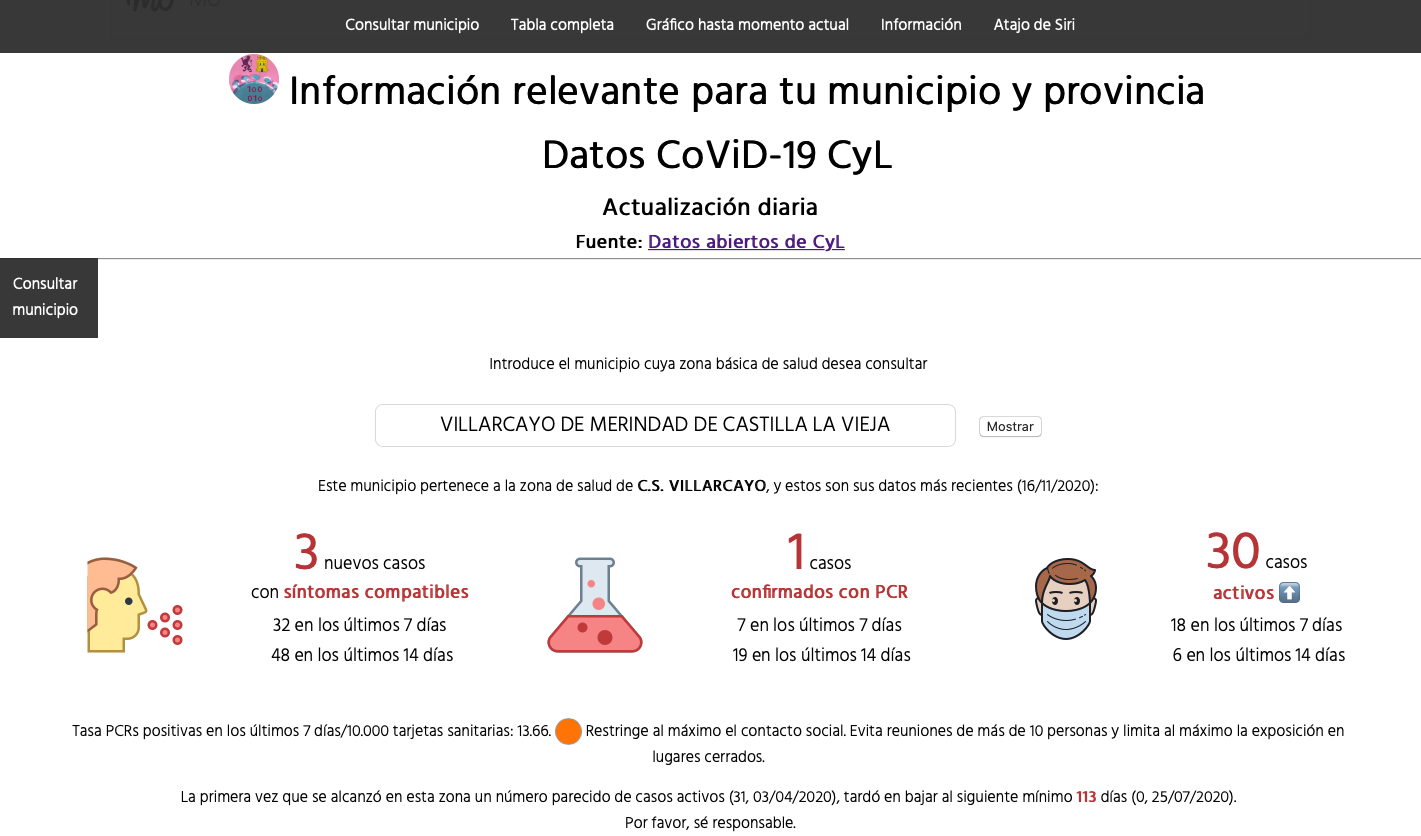 Consultar municipio Tabla completa Gráfico hasta momento actual Información Atajo de Siri
Información relevante para tu municipio y provincia
Datos CoViD-19 CyL
Actualización diaria
Fuente: Datos abiertos de CyL
Consultar
municipio
Introduce el municipio cuya zona básica de salud desea consultar
VILLARCAYO DE MERINDAD DE CASTILLA LA VIEJA Mostrar
Este municipio pertenece a la zona de salud de C.S. VILLARCAYO, y estos son sus datos más recientes (16/11/2020):
3 nuevos casos
con síntomas compatibles
32 en los últimos 7 días
48 en los últimos 14 días
1 casos
confirmados con PCR
7 en los últimos 7 días
19 en los últimos 14 días
30 casos
activos
18 en los últimos 7 días
6 en los últimos 14 días
Tasa PCRs positivas en los últimos 7 días/10.000 tarjetas sanitarias: 13.66. Restringe al máximo el contacto social. Evita reuniones de más de 10 personas y limita al máximo la exposición en
lugares cerrados.
La primera vez que se alcanzó en esta zona un número parecido de casos activos (31, 03/04/2020), tardó en bajar al siguiente mínimo 113 días (0, 25/07/2020).
Por favor, sé responsable.